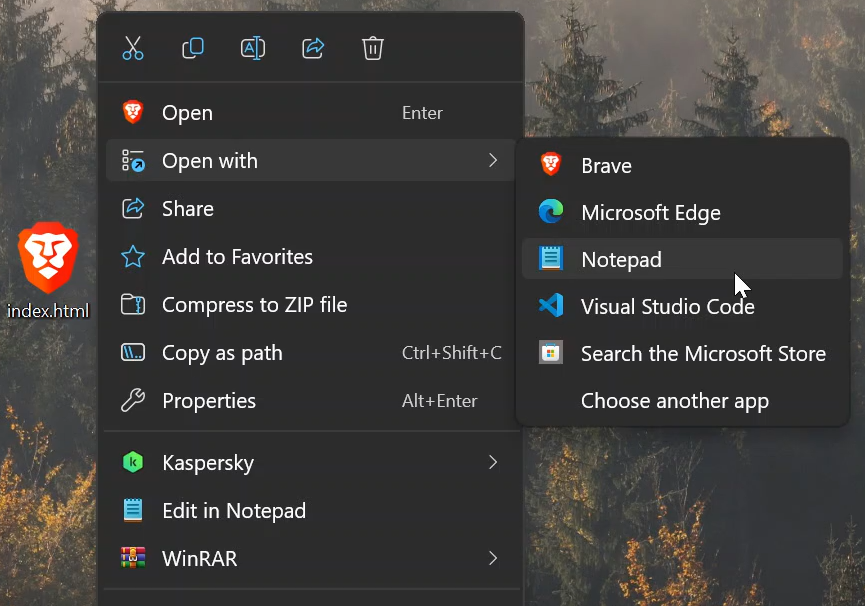 Open Enter
Open with
Share
Add to Favorites
Compress to ZIP file
Copy as path Ctrl+Shift+C
Properties Alt+Enter
Kaspersky
Edit in Notepad
WinRAR
Brave
Microsoft Edge
Notepad
Visual Studio Code
Search the Microsoft Store
Choose another app
index.html